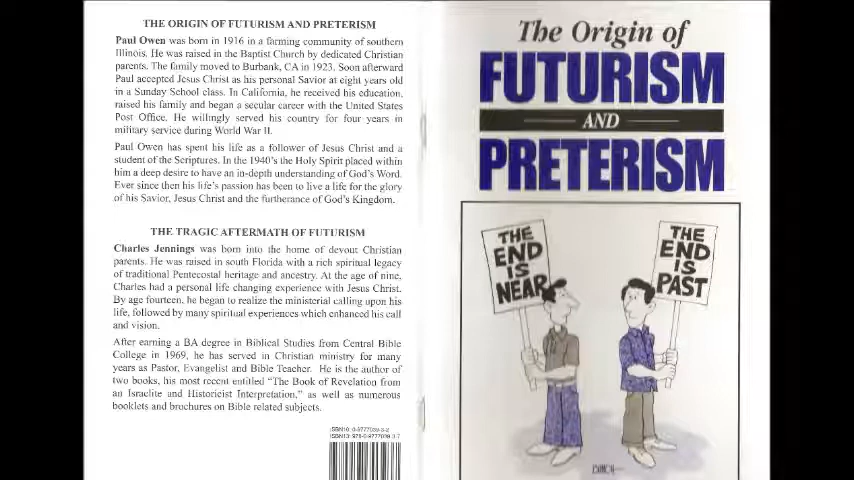 THE ORIGIN OF FUTURISM AND PRETERISM
Paul Owen was born in 1916 in a farming community of southern
Illinois. He was raised in the Baptist Church by dedicated Christian
parents. The family moved to Burbank, CA in 1923. Soon afterward
Paul accepted Jesus Christ as his personal Savior at eight years old
in a Sunday School class. In California, he received his education,
raised his family and began a secular career with the United States
Post Office. He willingly served his country for four years in
military service during World War II.
Paul Owen has spent his life as a follower of Jesus Christ and a
student of the Scriptures. In the 1940's the Holy Spirit placed within
him a deep desire to have an in-depth understanding of God's Word.
Ever since then his life's passion has been to live a life for the glory
of his Savior, Jesus Christ and the furtherance of God's Kingdom.
THE TRAGIC AFTERMATH OF FUTURISM
Charles Jennings was born into the home of devout Christian
parents. He was raised in south Florida with a rich spiritual legacy
of traditional Pentecostal heritage and ancestry. At the age of nine,
Charles had a personal life changing experience with Jesus Christ.
By age fourteen, he began to realize the ministerial calling upon his
life, followed by many spiritual experiences which enhanced his call
and vision.
After earning a BA degree in Biblical Studies from Central Bible
College in 1969, he has served in Christian ministry for many
years as Pastor, Evangelist and Bible Teacher. He is the author of
two books, his most recent entitled “The Book of Revelation from
an Israelite and Historicist Interpretation,” as well as numerous
booklets and brochures on Bible related subjects.
The Origin of
FUTURISM
AND
PRETERISM
THE
END
IS
NEAR
THE
END
IS
PAST